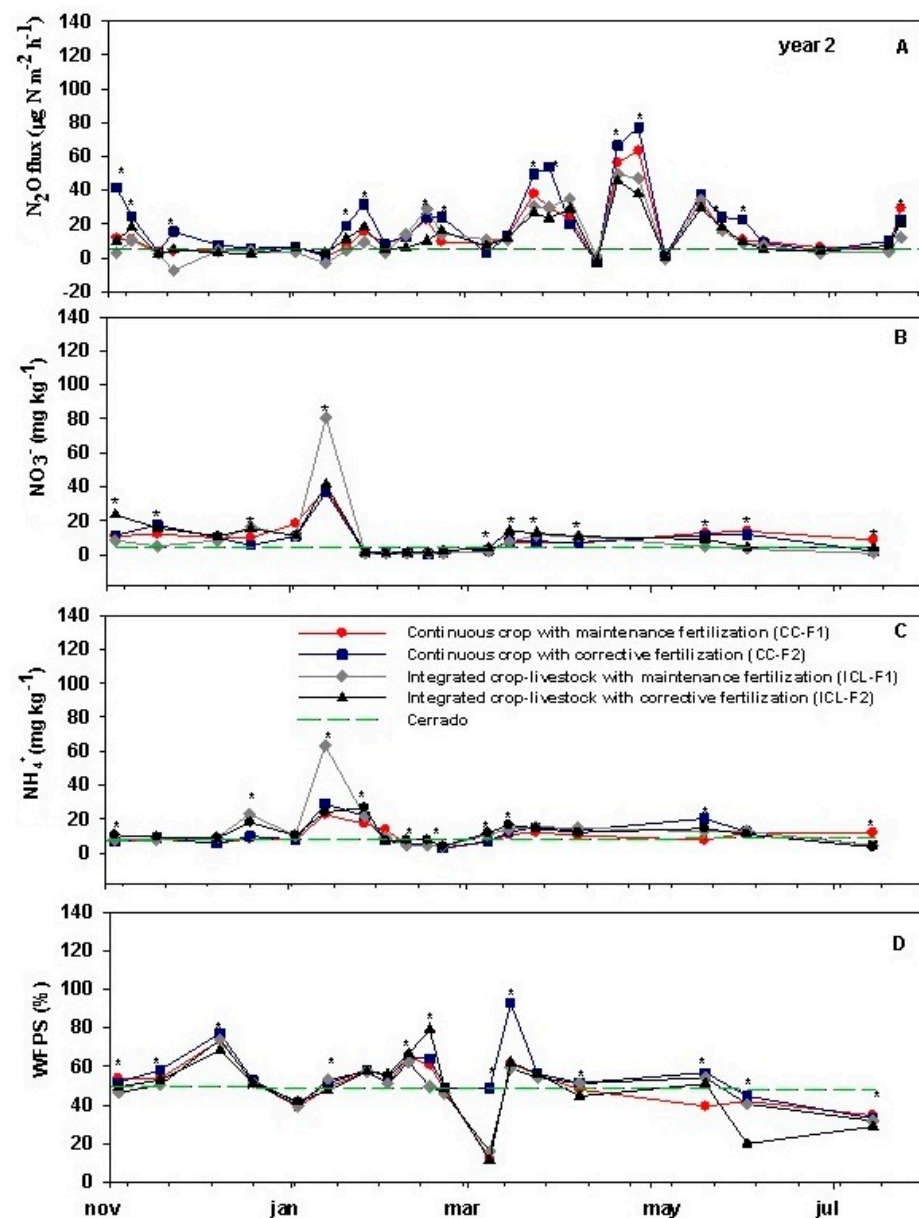 140
120
100
80
60
40
20
0
-20
N₂O flux (µg N m⁻² h⁻¹)
year 2
A
* * * * * * * * * * * * * * *
140
120
100
80
60
40
20
0
NO₃⁻ (mg kg⁻¹)
B
* * * * * * * * * * *
140
120
100
80
60
40
20
0
NH₄⁺ (mg kg⁻¹)
C
Continuous crop with maintenance fertilization (CC-F1)
Continuous crop with corrective fertilization (CC-F2)
Integrated crop-livestock with maintenance fertilization (ICL-F1)
Integrated crop-livestock with corrective fertilization (ICL-F2)
Cerrado
* * * * * * * * * *
140
120
100
80
60
40
20
0
WFPS (%)
D
* * * * * * * * * * *
nov jan mar may jul